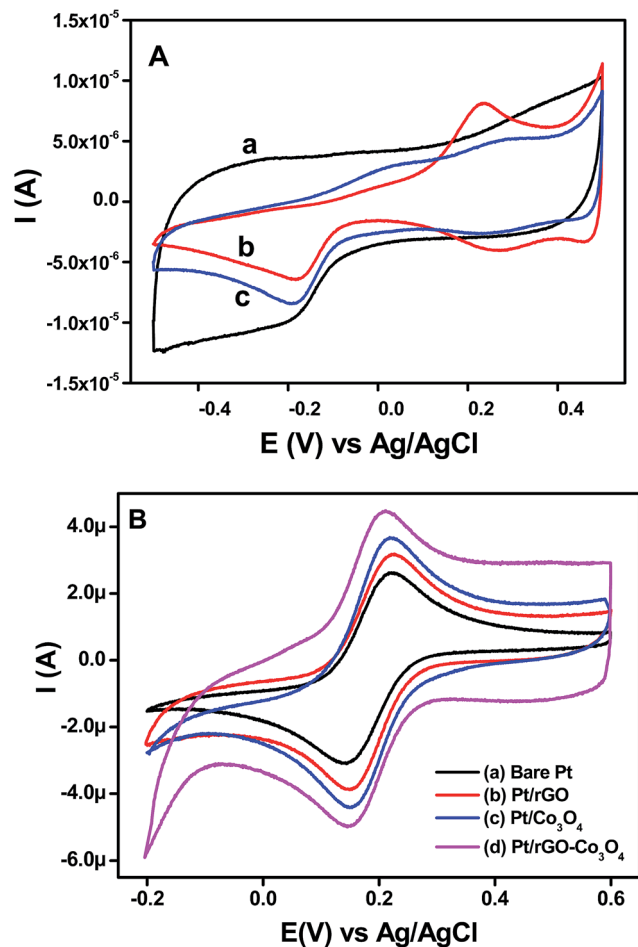 1.5x10⁻⁵
A
1.0x10⁻⁵
5.0x10⁻⁶
a
0.0
b
-5.0x10⁻⁶
c
-1.0x10⁻⁵
-1.5x10⁻⁵
-0.4 -0.2 0.0 0.2 0.4
I (A)
E (V) vs Ag/AgCl
B
4.0µ
2.0µ
0.0
-2.0µ
-4.0µ
-6.0µ
I (A)
(a) Bare Pt
(b) Pt/rGO
(c) Pt/Co₃O₄
(d) Pt/rGO-Co₃O₄
-0.2 0.0 0.2 0.4 0.6
E(V) vs Ag/AgCl